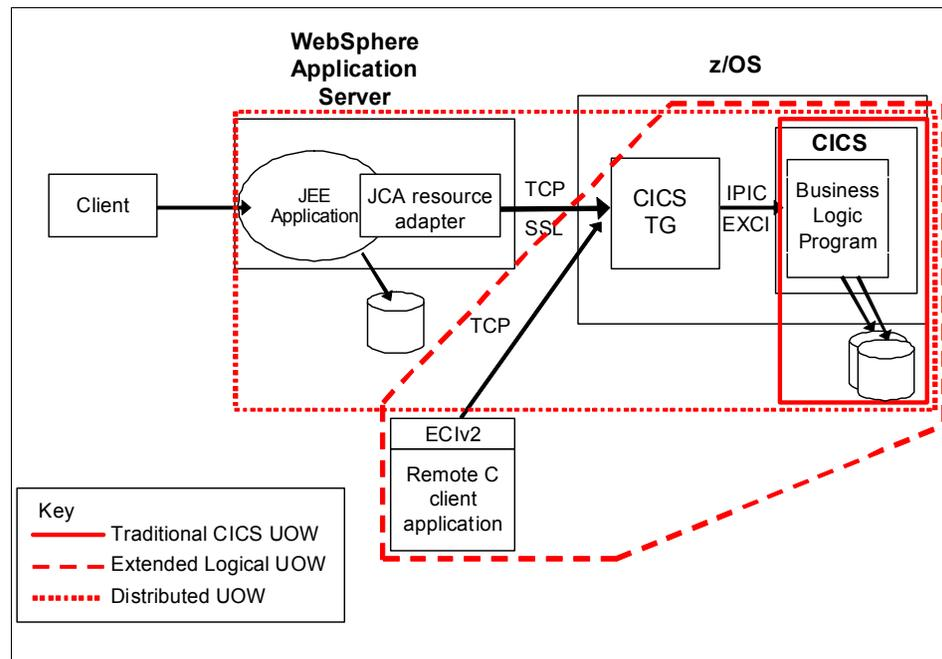 WebSphere
Application
Server
z/OS
Client
JEE
Application
JCA resource
adapter
TCP
SSL
CICS
TG
IPIC
EXCI
CICS
Business
Logic
Program
TCP
ECIv2
Remote C
client
application
Key
Traditional CICS UOW
Extended Logical UOW
Distributed UOW